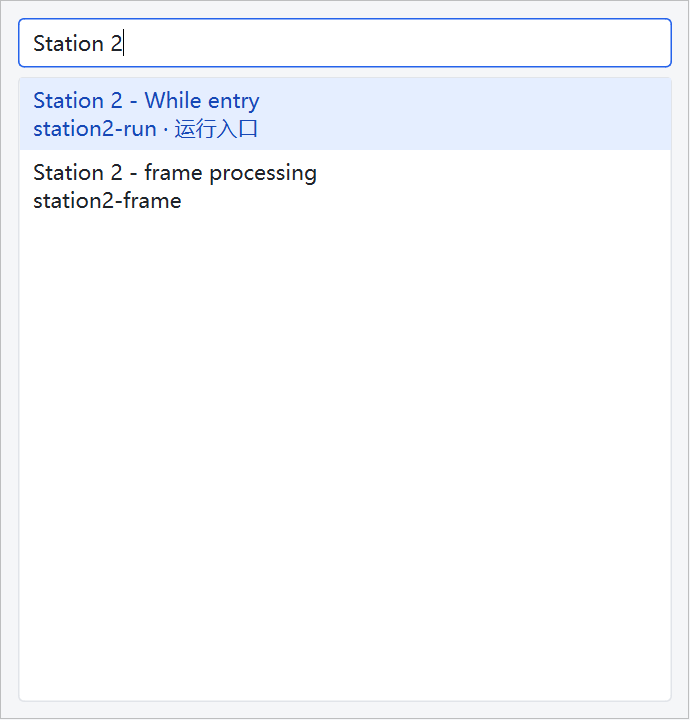 Station 2
Station 2 - While entry
station2-run · 运行入口
Station 2 - frame processing
station2-frame